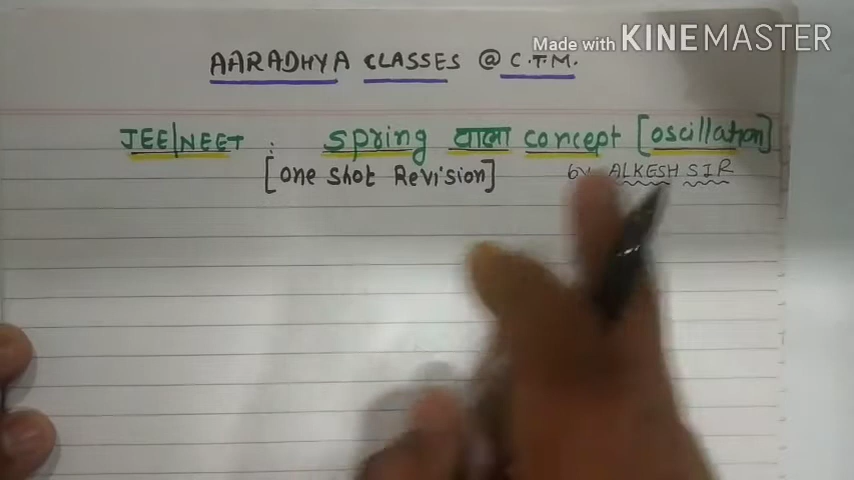 Made with KINEMASTER
AARADHYA CLASSES @ C.T.M.
JEE|NEET : spring वाला concept [oscillation]
[one shot Revision] by ALKESH SIR